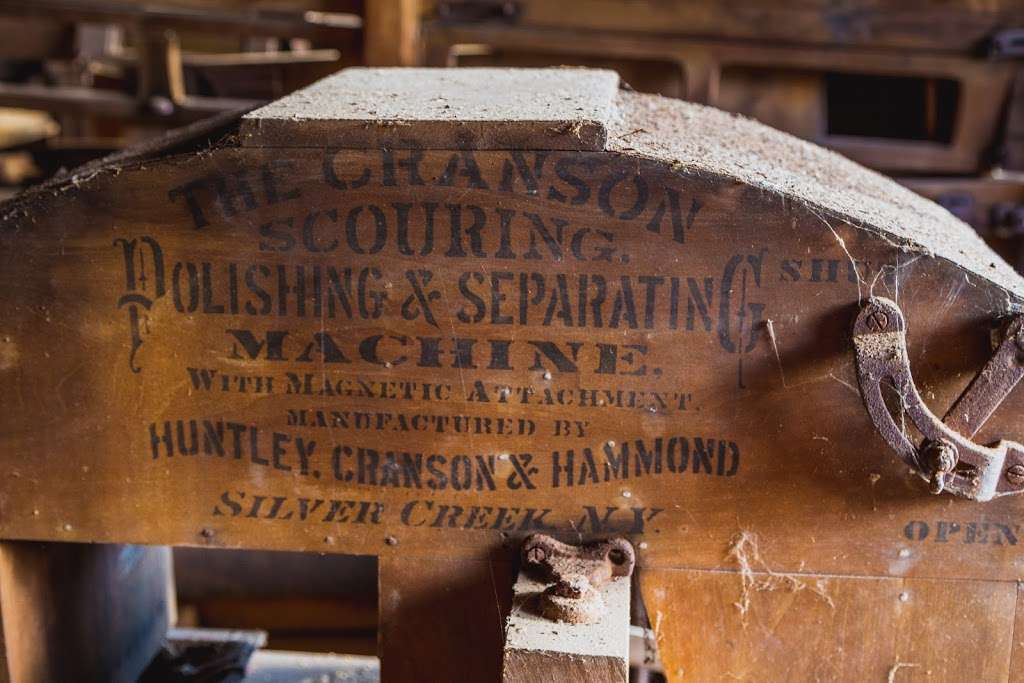 THE CRANSON
SCOURING.
POLISHING & SEPARATING
MACHINE.
WITH MAGNETIC ATTACHMENT.
MANUFACTURED BY
HUNTLEY, CRANSON & HAMMOND
SILVER CREEK, N.Y.
OPEN